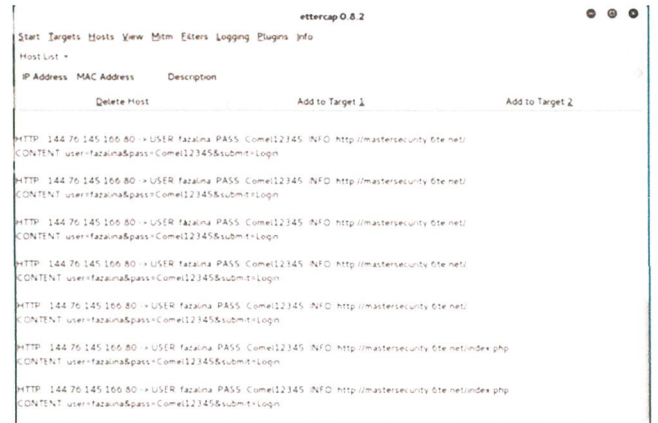 ettercap 0.8.2
Start Targets Hosts View Mitm Filters Logging Plugins Info
Host List
IP Address MAC Address Description
Delete Host Add to Target 1 Add to Target 2
HTTP 144.76.145.166:80 -> USER: fazalina PASS: Comel12345 INFO: http://mastersecurity.6te.net/
CONTENT: user=fazalina&pass=Comel12345&submit=Login
HTTP 144.76.145.166:80 -> USER: fazalina PASS: Comel12345 INFO: http://mastersecurity.6te.net/
CONTENT: user=fazalina&pass=Comel12345&submit=Login
HTTP 144.76.145.166:80 -> USER: fazalina PASS: Comel12345 INFO: http://mastersecurity.6te.net/
CONTENT: user=fazalina&pass=Comel12345&submit=Login
HTTP 144.76.145.166:80 -> USER: fazalina PASS: Comel12345 INFO: http://mastersecurity.6te.net/
CONTENT: user=fazalina&pass=Comel12345&submit=Login
HTTP 144.76.145.166:80 -> USER: fazalina PASS: Comel12345 INFO: http://mastersecurity.6te.net/
CONTENT: user=fazalina&pass=Comel12345&submit=Login
HTTP 144.76.145.166:80 -> USER: fazalina PASS: Comel12345 INFO: http://mastersecurity.6te.net/index.php
CONTENT: user=fazalina&pass=Comel12345&submit=Login
HTTP 144.76.145.166:80 -> USER: fazalina PASS: Comel12345 INFO: http://mastersecurity.6te.net/index.php
CONTENT: user=fazalina&pass=Comel12345&submit=Login